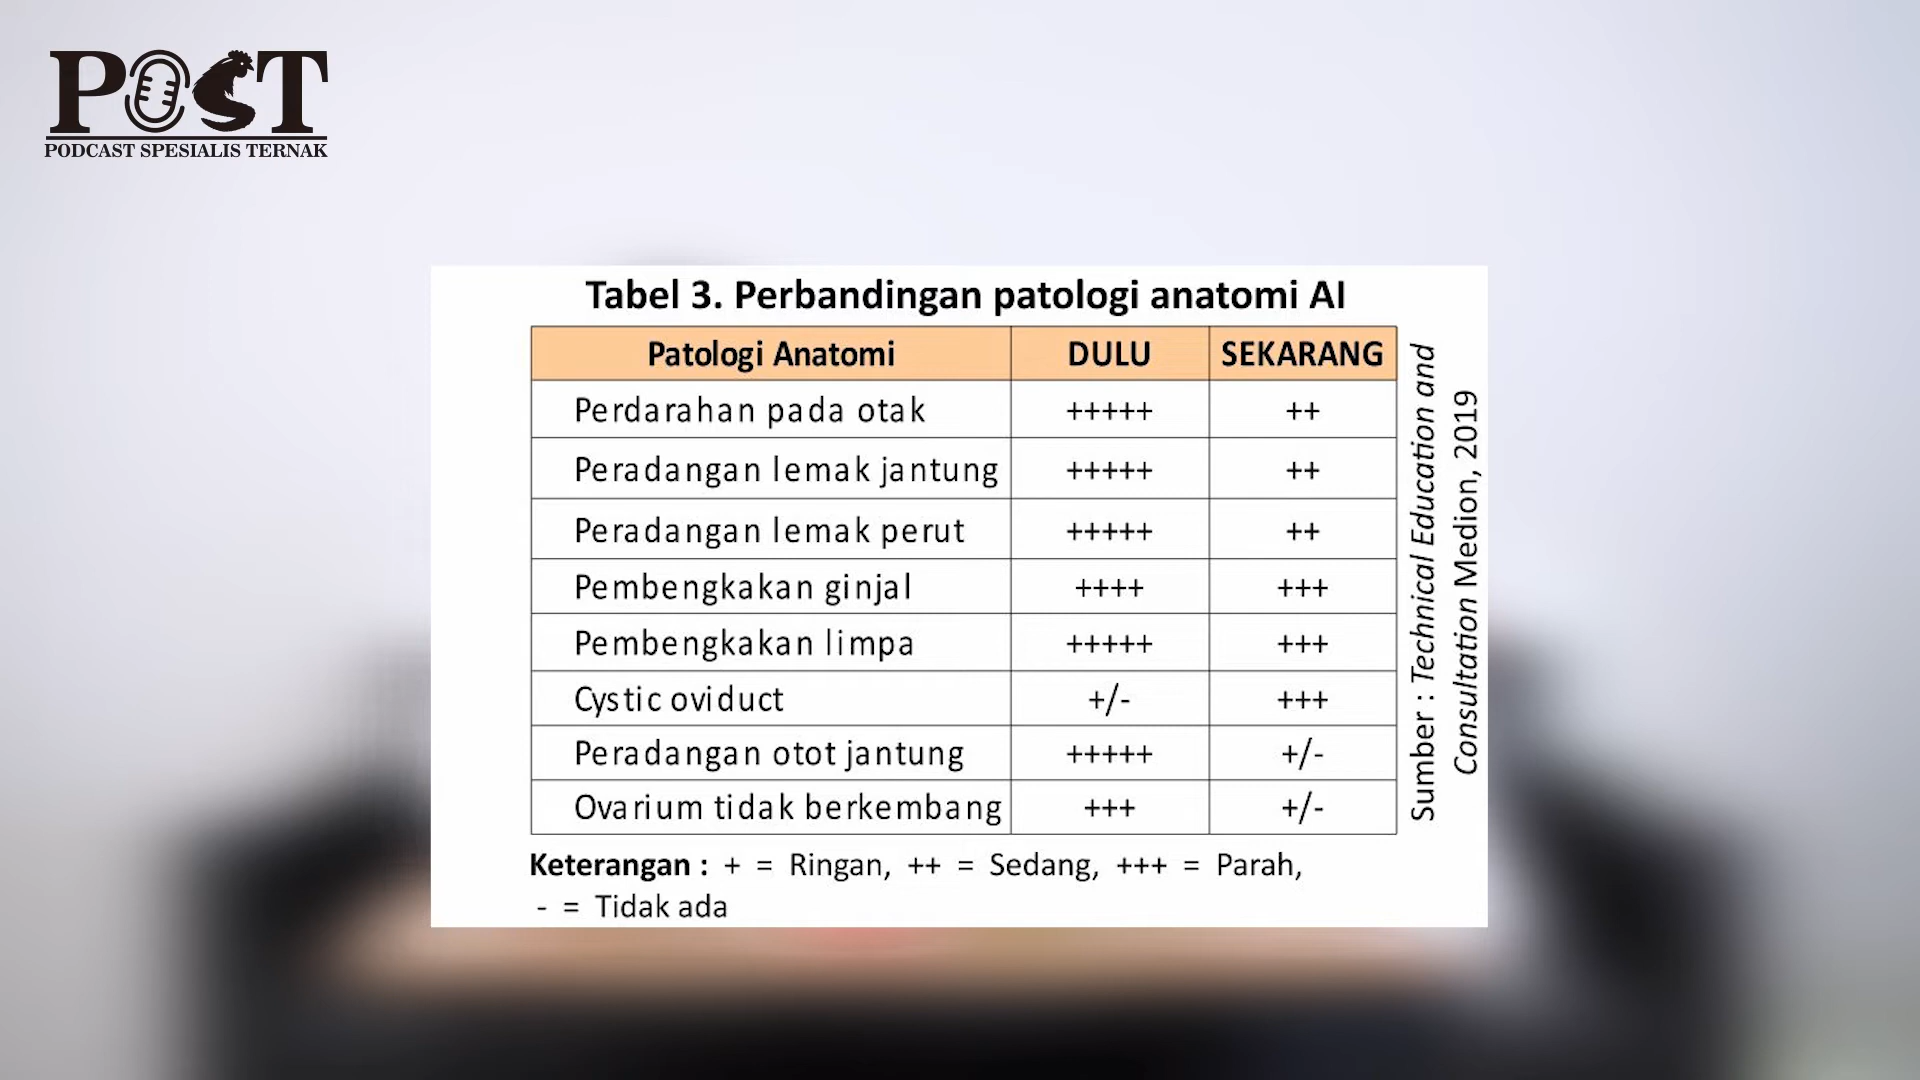 POST
PODCAST SPESIALIS TERNAK
Tabel 3. Perbandingan patologi anatomi AI
Patologi Anatomi DULU SEKARANG
Perdarahan pada otak +++++ ++
Peradangan lemak jantung +++++ ++
Peradangan lemak perut +++++ ++
Pembengkakan ginjal ++++ +++
Pembengkakan limpa +++++ +++
Cystic oviduct +/- +++
Peradangan otot jantung +++++ +/-
Ovarium tidak berkembang +++ +/-
Keterangan : + = Ringan, ++ = Sedang, +++ = Parah,
- = Tidak ada
Sumber : Technical Education and
Consultation Medion, 2019